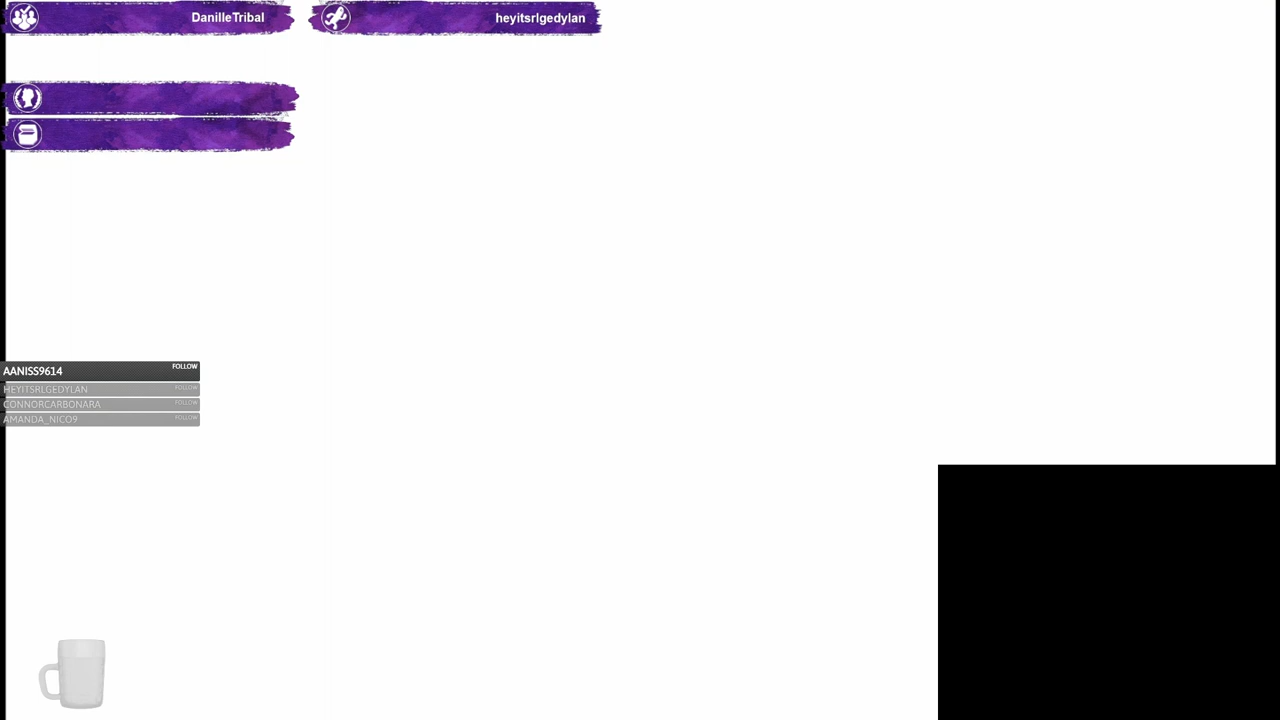 DanilleTribal
heyitsrlgedylan
AANISS9614 FOLLOW
HEYITSRLGEDYLAN FOLLOW
CONNORCARBONARA FOLLOW
AMANDA_NICO9 FOLLOW